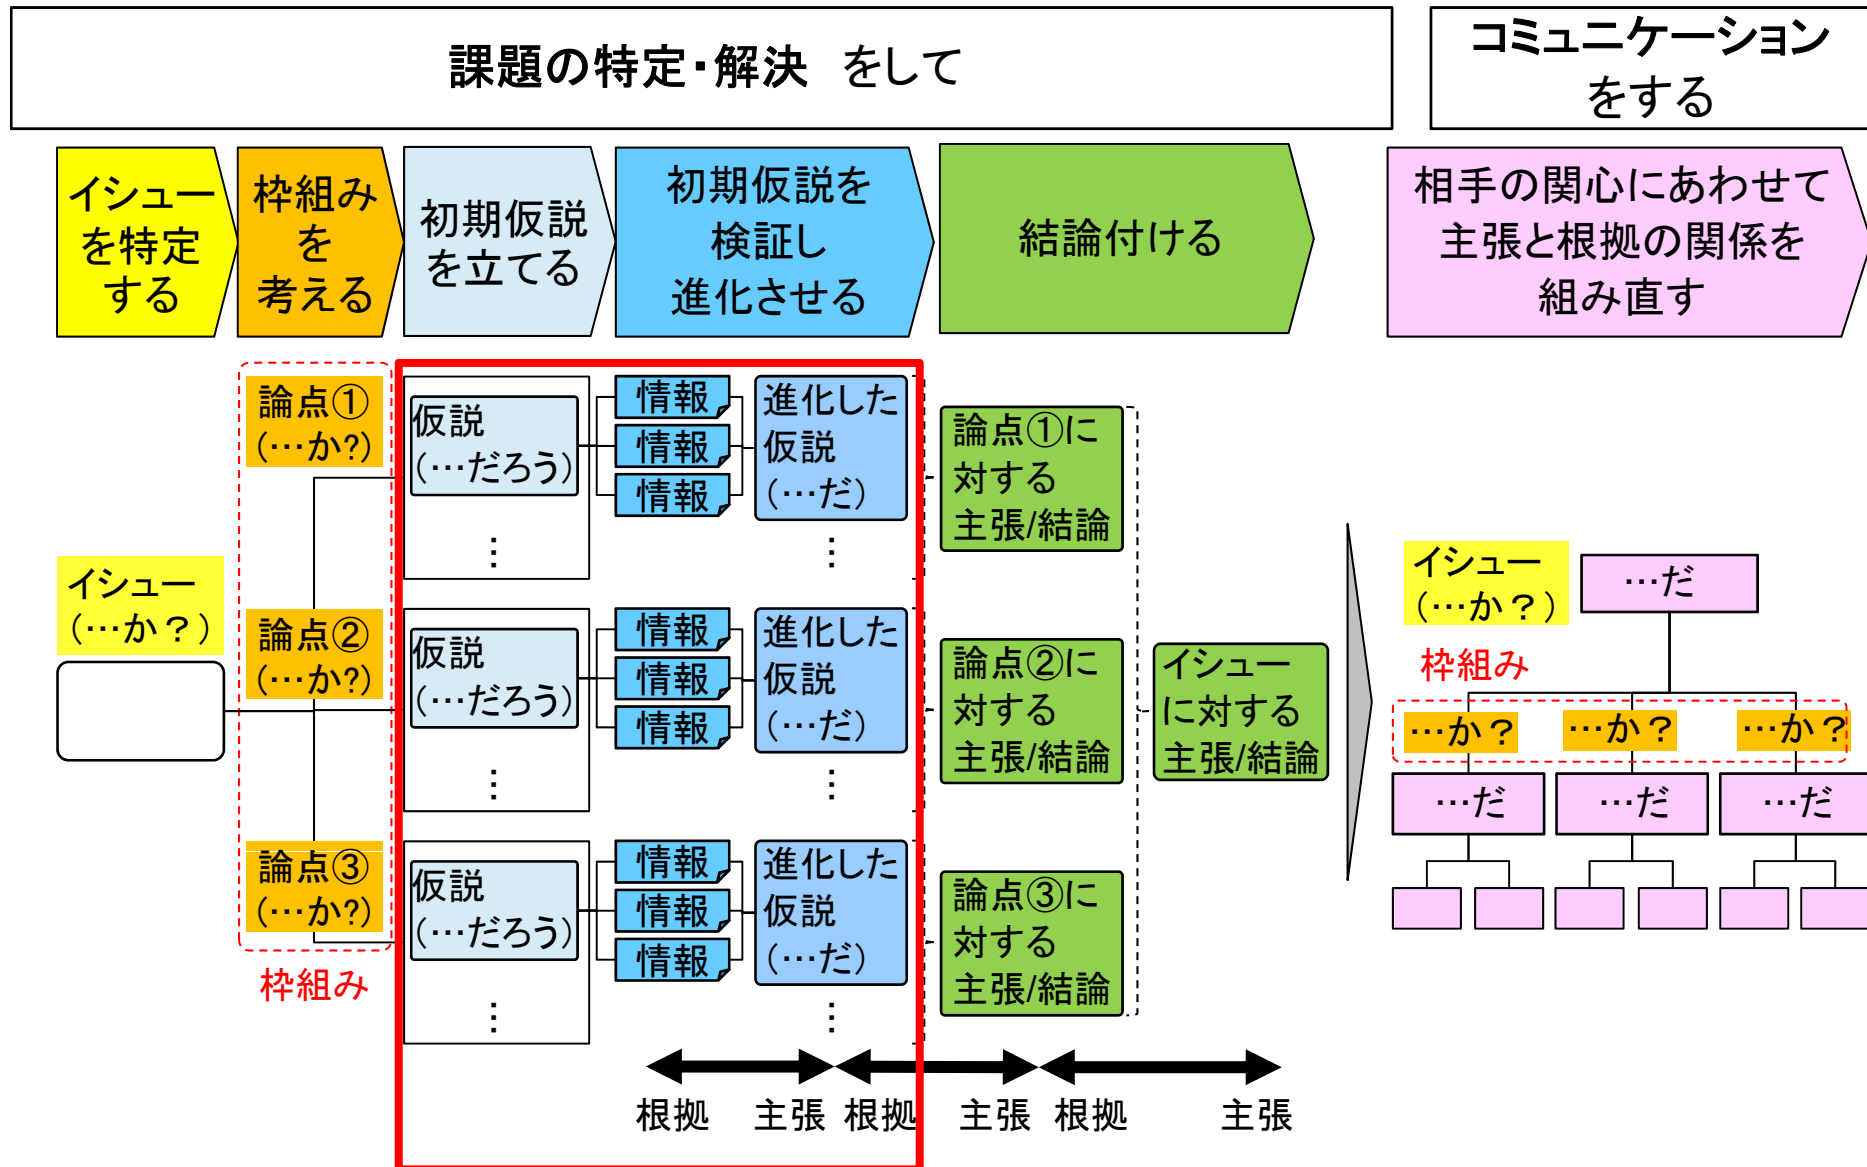 課題の特定・解決 をして
コミュニケーション
をする
イシュー
を特定
する
枠組み
を
考える
初期仮説
を立てる
初期仮説を
検証し
進化させる
結論付ける
相手の関心にあわせて
主張と根拠の関係を
組み直す
イシュー
(…か？)
論点①
(…か?)
論点②
(…か?)
論点③
(…か?)
枠組み
仮説
(…だろう)
⋮
情報
情報
情報
進化した
仮説
(…だ)
⋮
仮説
(…だろう)
⋮
情報
情報
情報
進化した
仮説
(…だ)
⋮
仮説
(…だろう)
⋮
情報
情報
情報
進化した
仮説
(…だ)
⋮
論点①に
対する
主張/結論
論点②に
対する
主張/結論
論点③に
対する
主張/結論
イシュー
に対する
主張/結論
根拠 主張 根拠 主張 根拠 主張
イシュー
(…か？)
…だ
枠組み
…か？ …か？ …か？
…だ …だ …だ